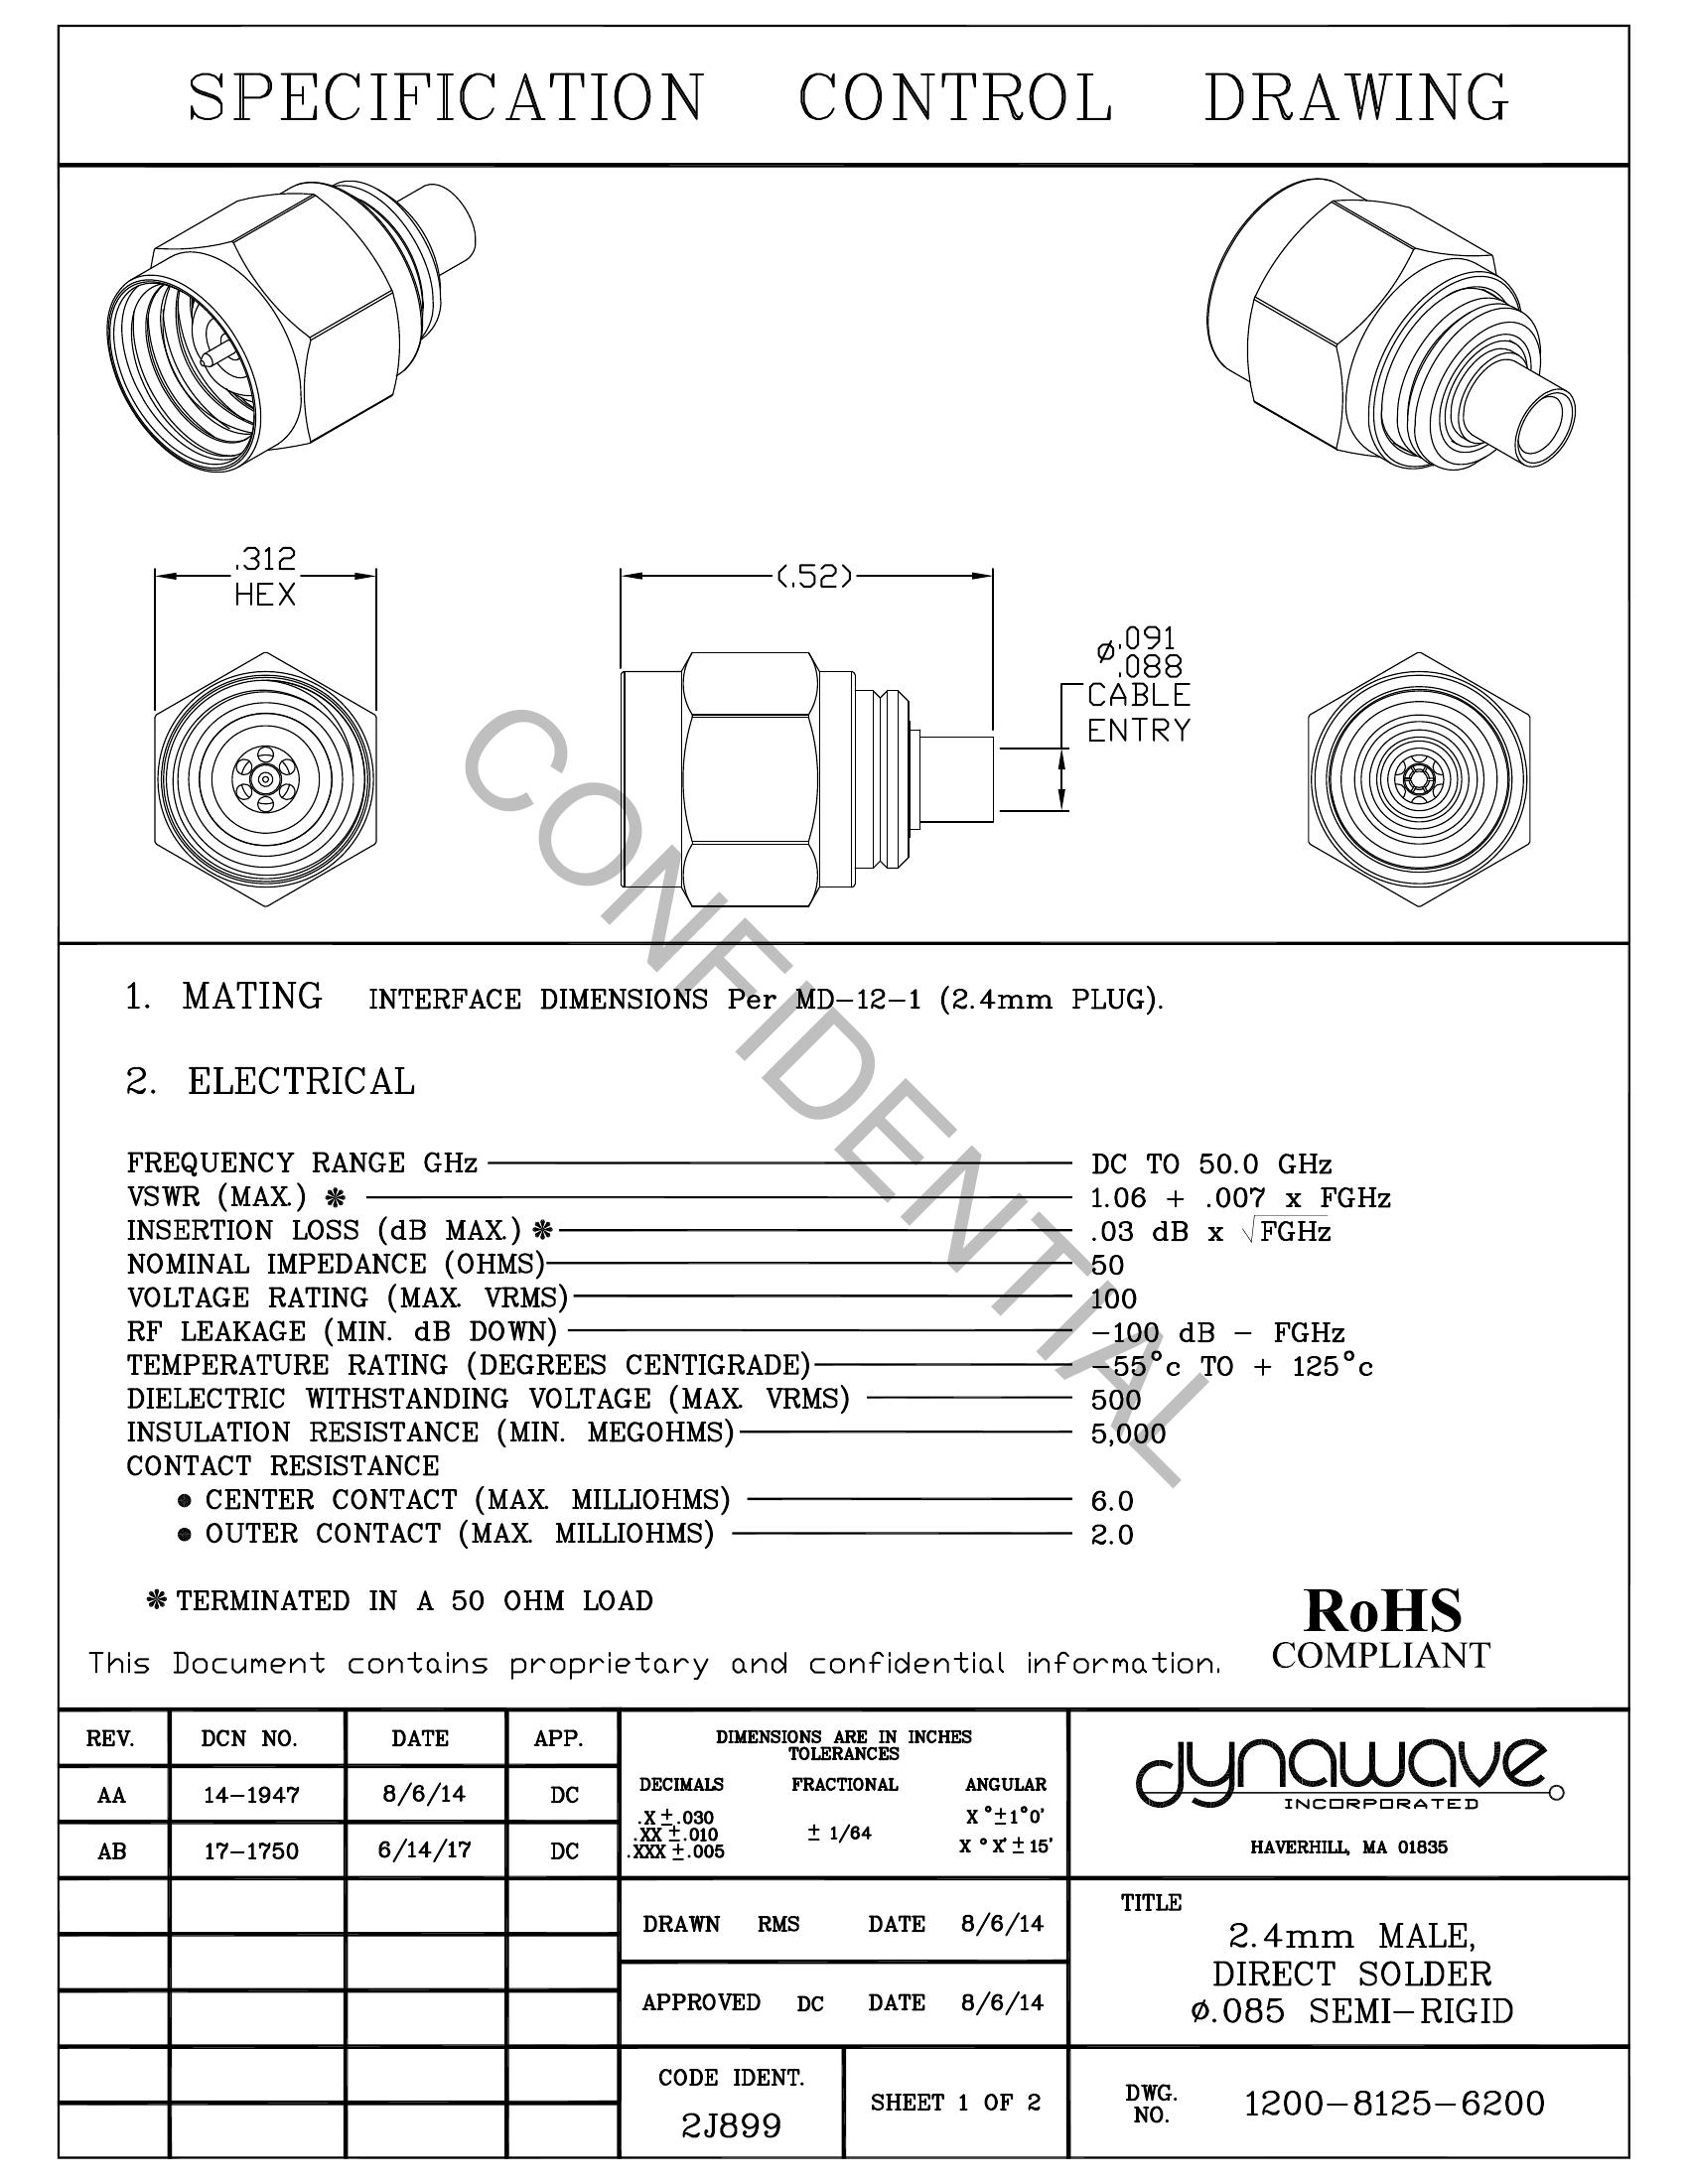 SPECIFICATION CONTROL DRAWING
.312
HEX
(.52)
ø.091
.088
CABLE
ENTRY
CONFIDENTIAL
1. MATING INTERFACE DIMENSIONS Per MD-12-1 (2.4mm PLUG).
2. ELECTRICAL
FREQUENCY RANGE GHz DC TO 50.0 GHz
VSWR (MAX.) * 1.06 + .007 x FGHz
INSERTION LOSS (dB MAX.) * .03 dB x √FGHz
NOMINAL IMPEDANCE (OHMS) 50
VOLTAGE RATING (MAX. VRMS) 100
RF LEAKAGE (MIN. dB DOWN) -100 dB - FGHz
TEMPERATURE RATING (DEGREES CENTIGRADE) -55°c TO + 125°c
DIELECTRIC WITHSTANDING VOLTAGE (MAX. VRMS) 500
INSULATION RESISTANCE (MIN. MEGOHMS) 5,000
CONTACT RESISTANCE
• CENTER CONTACT (MAX. MILLIOHMS) 6.0
• OUTER CONTACT (MAX. MILLIOHMS) 2.0
* TERMINATED IN A 50 OHM LOAD
RoHS
COMPLIANT
This Document contains proprietary and confidential information.
REV. DCN NO. DATE APP.
AA 14-1947 8/6/14 DC
AB 17-1750 6/14/17 DC
DIMENSIONS ARE IN INCHES
TOLERANCES
DECIMALS FRACTIONAL ANGULAR
.X ±.030 X °±1°0'
.XX ±.010 ± 1/64
.XXX ±.005 X ° X'± 15'
DRAWN RMS DATE 8/6/14
APPROVED DC DATE 8/6/14
CODE IDENT.
2J899
SHEET 1 OF 2
dynawave
INCORPORATED
HAVERHILL, MA 01835
TITLE
2.4mm MALE,
DIRECT SOLDER
ø.085 SEMI-RIGID
DWG.
NO. 1200-8125-6200